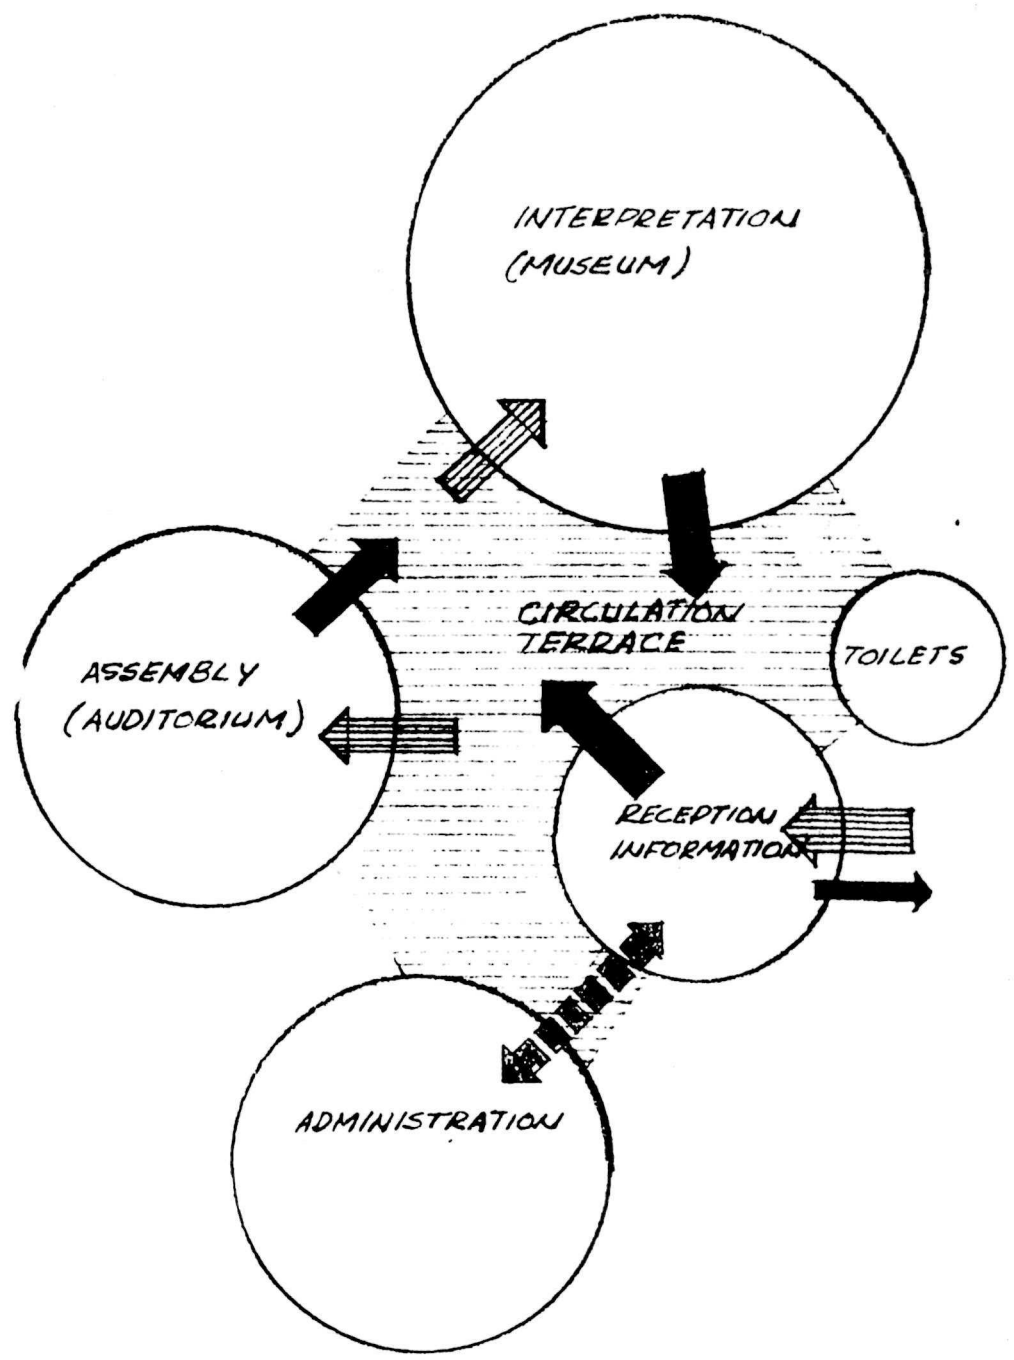 INTERPRETATION
(MUSEUM)
CIRCULATION
TERRACE
TOILETS
ASSEMBLY
(AUDITORIUM)
RECEPTION
INFORMATION
ADMINISTRATION